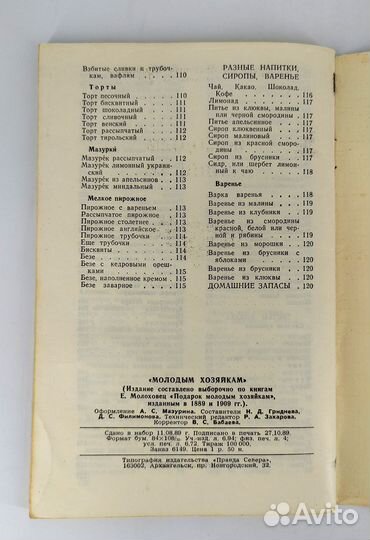 Взбитые сливки к трубоч-
кам, вафлям . . . 110
Торты
Торт песочный . . . 110
Торт бисквитный . . . 111
Торт шоколадный . . . 111
Торт сливочный . . . 111
Торт венский . . . 111
Торт рассыпчатый . . . 112
Торт тирольский . . . 112
Мазурки
Мазурек рассыпчатый . 112
Мазурек лимонный украин-
ский . . . 112
Мазурек из апельсинов . 113
Мазурек миндальный . 113
Мелкое пирожное
Пирожное с вареньем . 113
Рассыпчатое пирожное . 113
Пирожное столетнее . . 113
Пирожное английское . 113
Пирожное трубочки . . 114
Еще трубочки . . . 114
Бисквиты . . . 114
Безе . . . 114
Безе с кедровыми ореш-
ками . . . 115
Безе, наполненное кремом 115
Безе заварное . . . 115
РАЗНЫЕ НАПИТКИ,
СИРОПЫ, ВАРЕНЬЕ
Чай, Какао, Шоколад,
Кофе . . . 116
Лимонад . . . 117
Питье из клюквы, малины
или черной смородины . 117
Питье апельсинное . . 117
Сироп клюквенный . . 117
Сироп малиновый . . 117
Сироп из красной сморо-
дины . . . 117
Сироп из брусники . . 117
Сидр, или шербет лимон-
ный к чаю . . . 118
Варенье
Варка варенья . . . 118
Варенье из малины . . 119
Варенье из клубники . . 119
Варенье из смородины
красной, белой или чер-
ной и рябины . . . 119
Варенье из морошки . . 120
Варенье из брусники с
яблоками . . . 120
Варенье из брусники . . 120
Варенье из клюквы . . 120
ДОМАШНИЕ ЗАПАСЫ . 120
«МОЛОДЫМ ХОЗЯЙКАМ»
(Издание составлено выборочно по книгам
Е. Молоховец «Подарок молодым хозяйкам»,
изданным в 1889 и 1909 гг.).
Оформление А. С. Мазурина. Составители Н. Д. Гриднева,
Д. С. Филимонова. Технический редактор Р. А. Захарова.
Корректор В. С. Бабаева.
Сдано в набор 11.08.89 г. Подписано в печать 27.10.89.
Формат бум. 84×108/32. Уч.-изд. л. 6,94; физ. печ. л. 4;
усл. печ. л. 6,72. Тираж 100 000.
Заказ 6149. Цена 1 р. 50 м.
Типография издательства «Правда Севера»,
163002, Архангельск, пр. Новгородский, 32.
Avito